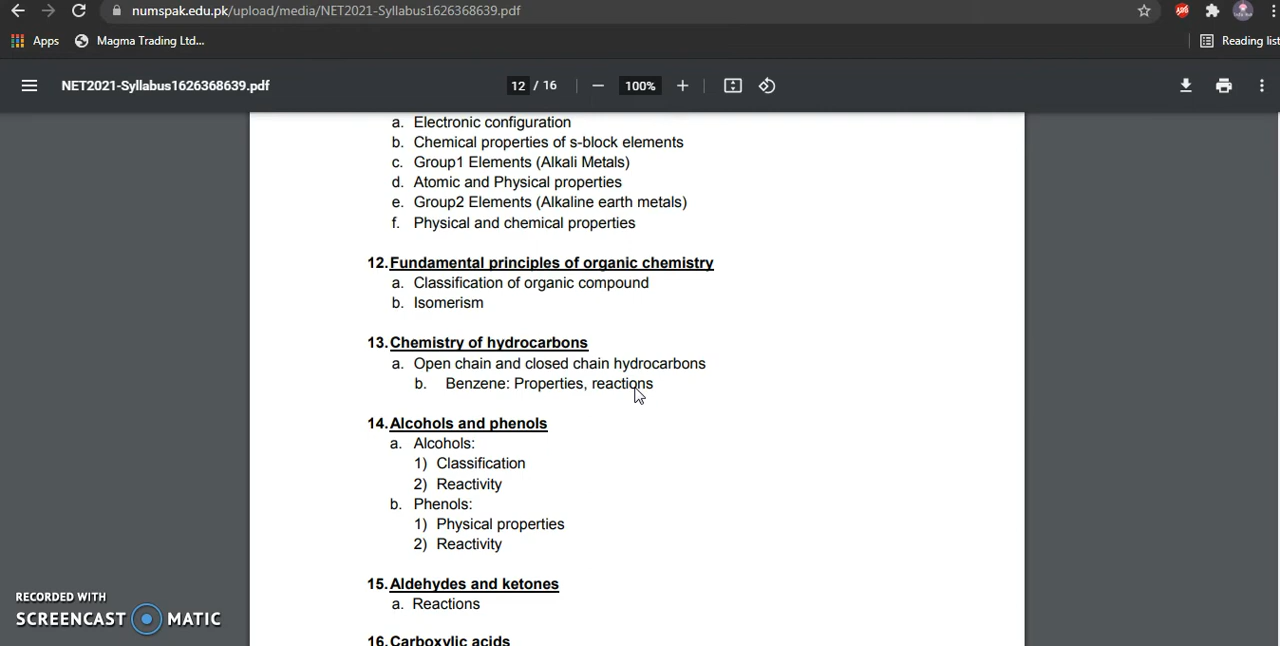 numspak.edu.pk/upload/media/NET2021-Syllabus1626368639.pdf
Apps Magma Trading Ltd... Reading list
NET2021-Syllabus1626368639.pdf 12 / 16 100%
a. Electronic configuration
b. Chemical properties of s-block elements
c. Group1 Elements (Alkali Metals)
d. Atomic and Physical properties
e. Group2 Elements (Alkaline earth metals)
f. Physical and chemical properties
12.Fundamental principles of organic chemistry
a. Classification of organic compound
b. Isomerism
13.Chemistry of hydrocarbons
a. Open chain and closed chain hydrocarbons
b. Benzene: Properties, reactions
14.Alcohols and phenols
a. Alcohols:
1) Classification
2) Reactivity
b. Phenols:
1) Physical properties
2) Reactivity
15.Aldehydes and ketones
a. Reactions
16.Carboxylic acids
RECORDED WITH
SCREENCAST MATIC